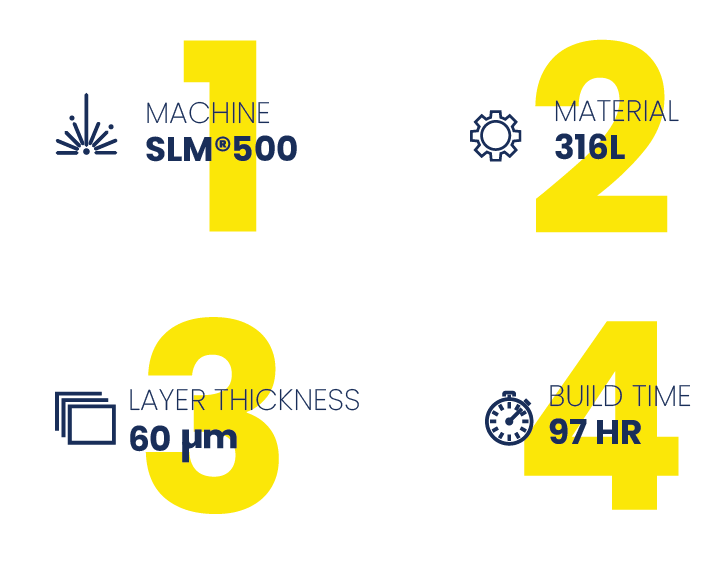 1
MACHINE
SLM®500
2
MATERIAL
316L
3
LAYER THICKNESS
60 µm
4
BUILD TIME
97 HR